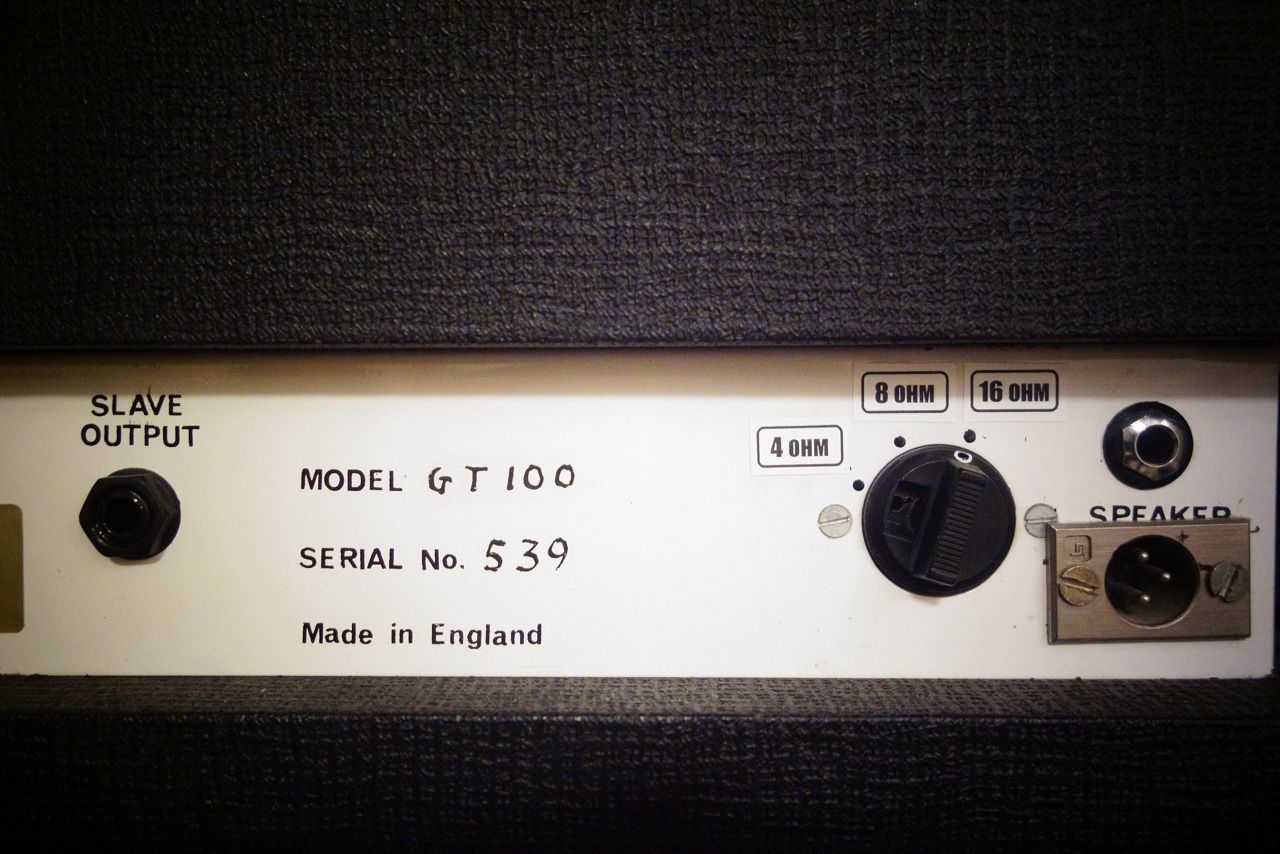 SLAVE
OUTPUT
MODEL GT100
SERIAL No. 539
Made in England
4 OHM
8 OHM
16 OHM
SPEAKER